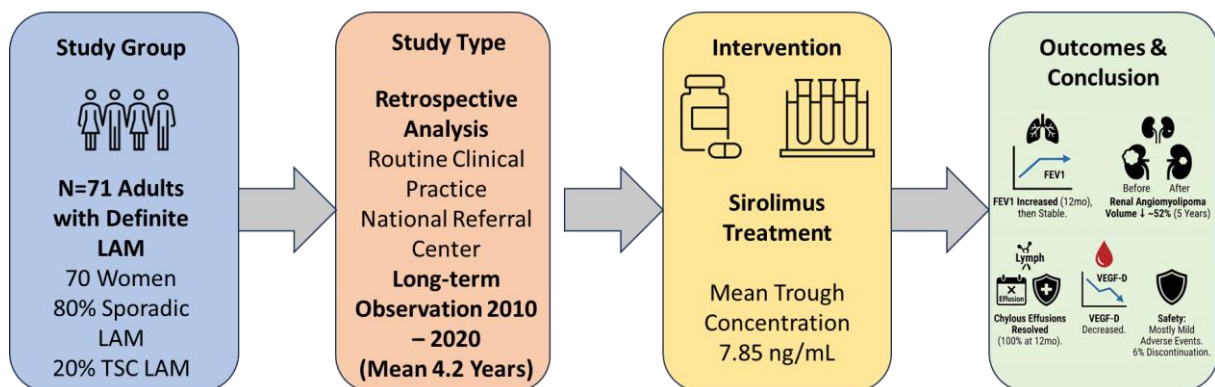 Study Group
N=71 Adults
with Definite
LAM
70 Women
80% Sporadic
LAM
20% TSC LAM
Study Type
Retrospective
Analysis
Routine Clinical
Practice
National Referral
Center
Long-term
Observation 2010
– 2020
(Mean 4.2 Years)
Intervention
Sirolimus
Treatment
Mean Trough
Concentration
7.85 ng/mL
Outcomes &
Conclusion
FEV1
FEV1 Increased (12mo),
then Stable.
Before After
Renal Angiomyolipoma
Volume ↓ ~52% (5 Years)
Lymph
Effusion
Chylous Effusions
Resolved
(100% at 12mo).
VEGF-D
VEGF-D
Decreased.
Safety:
Mostly Mild
Adverse Events.
6% Discontinuation.